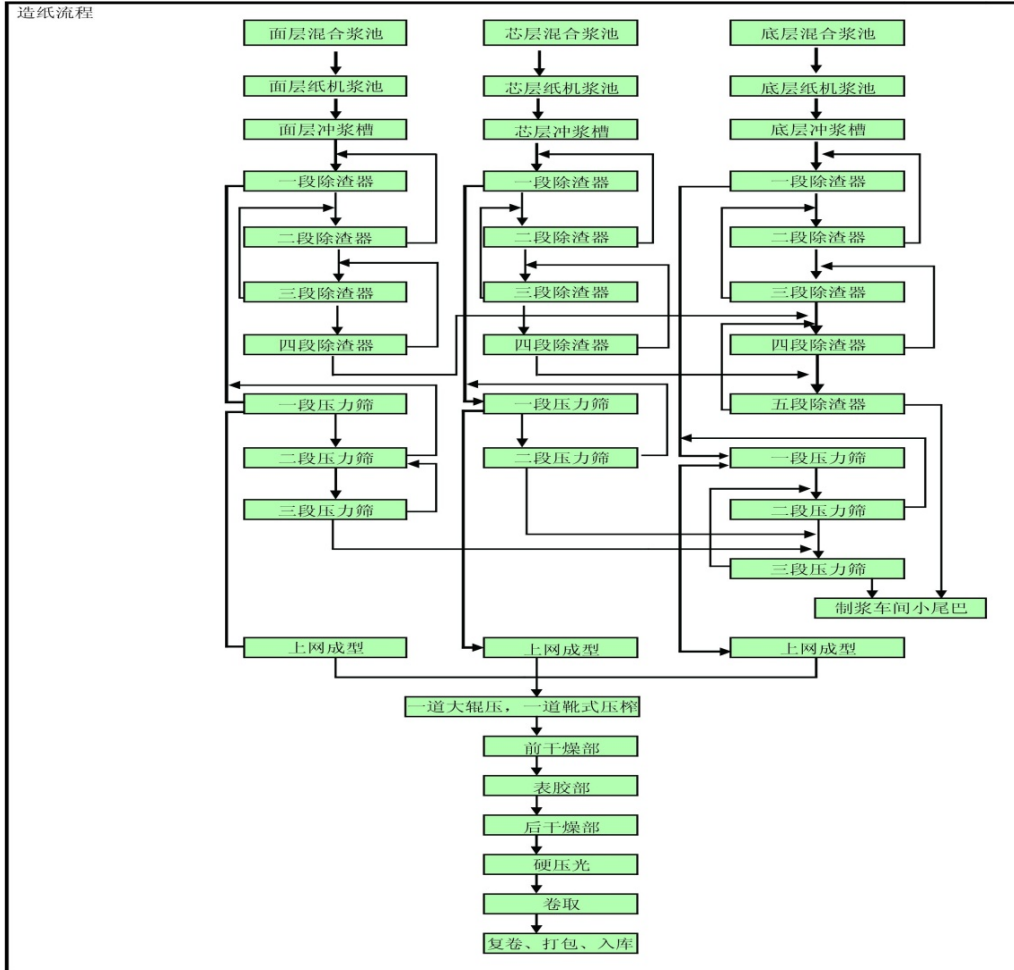 造纸流程
面层混合浆池
芯层混合浆池
底层混合浆池
面层纸机浆池
芯层纸机浆池
底层纸机浆池
面层冲浆槽
芯层冲浆槽
底层冲浆槽
一段除渣器
一段除渣器
一段除渣器
二段除渣器
二段除渣器
二段除渣器
三段除渣器
三段除渣器
三段除渣器
四段除渣器
四段除渣器
四段除渣器
一段压力筛
一段压力筛
五段除渣器
二段压力筛
二段压力筛
一段压力筛
三段压力筛
二段压力筛
三段压力筛
制浆车间小尾巴
上网成型
上网成型
上网成型
一道大辊压，一道靴式压榨
前干燥部
表胶部
后干燥部
硬压光
卷取
复卷、打包、入库